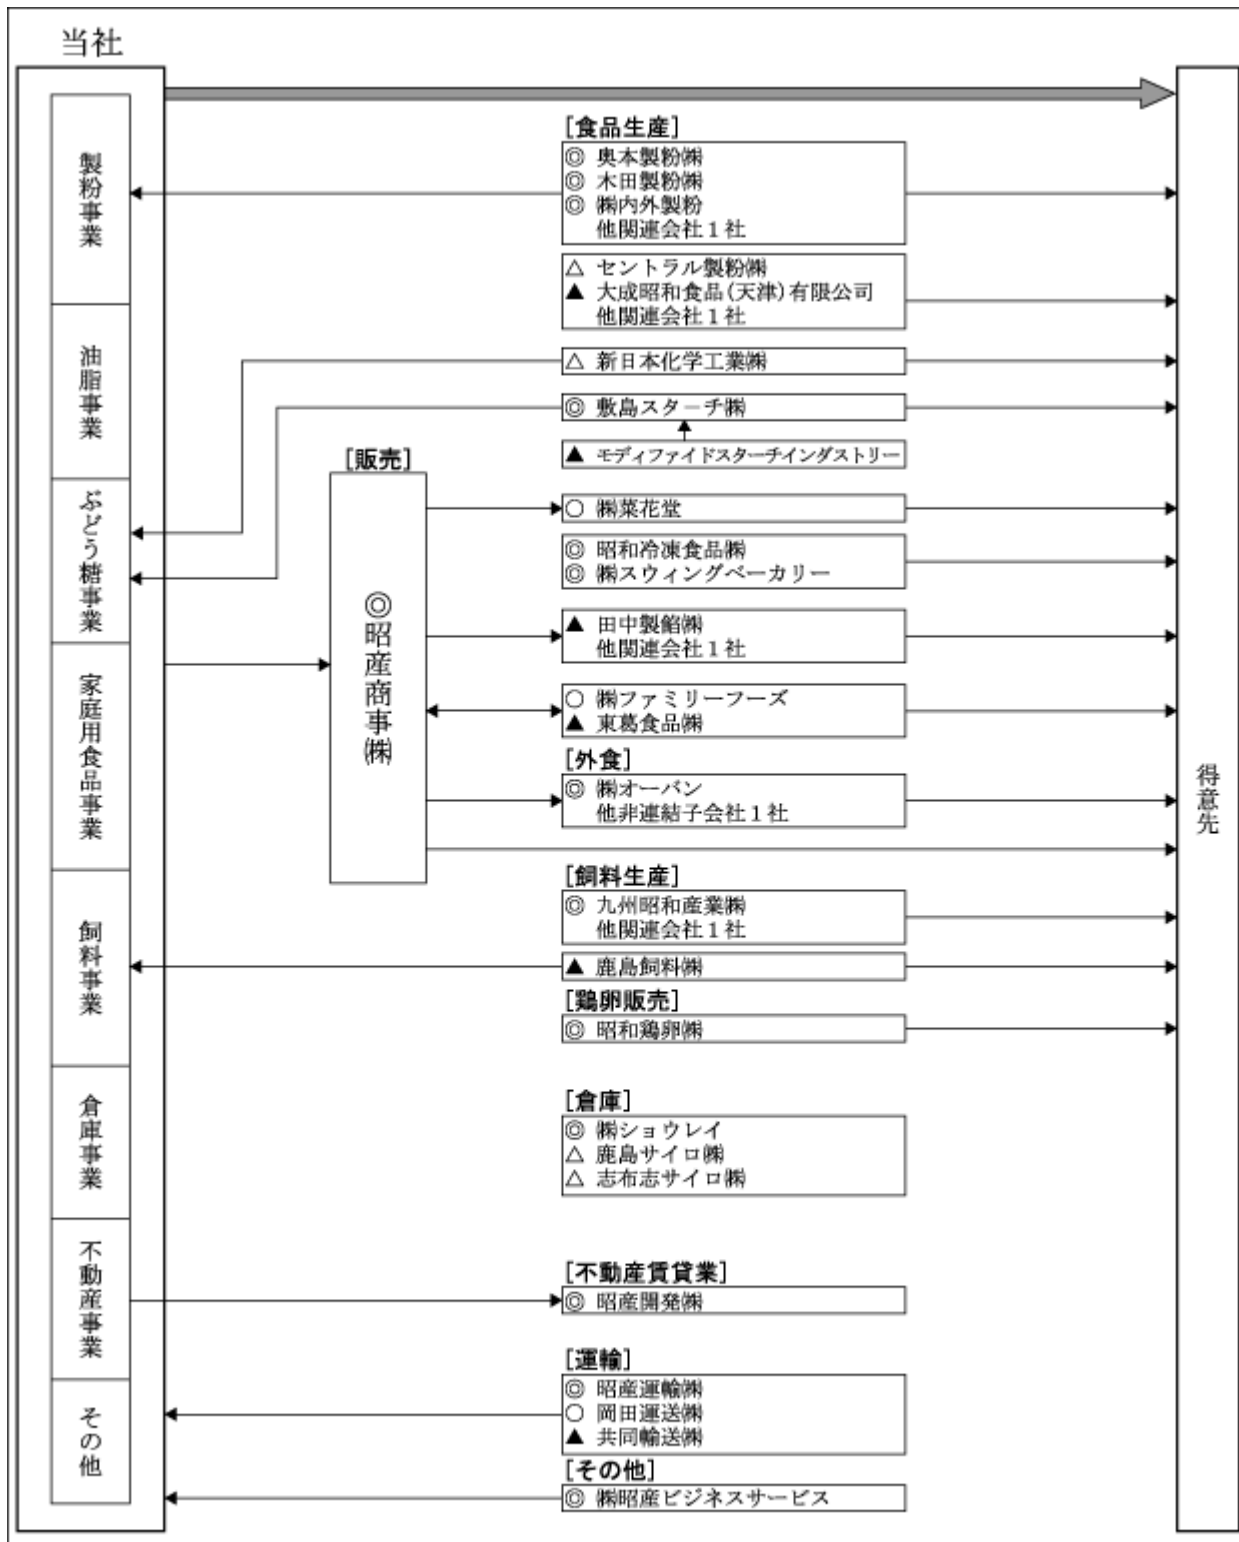 当社
製粉事業
油脂事業
ぶどう糖事業
家庭用食品事業
飼料事業
倉庫事業
不動産事業
その他
[販売]
◎昭産商事㈱
[食品生産]
◎ 奥本製粉㈱
◎ 木田製粉㈱
◎ ㈱内外製粉
他関連会社1社
△ セントラル製粉㈱
▲ 大成昭和食品(天津)有限公司
他関連会社1社
△ 新日本化学工業㈱
◎ 敷島スターチ㈱
▲ モディファイドスターチインダストリー
○ ㈱菜花堂
◎ 昭和冷凍食品㈱
◎ ㈱スウィングベーカリー
▲ 田中製餡㈱
他関連会社1社
○ ㈱ファミリーフーズ
▲ 東葛食品㈱
[外食]
◎ ㈱オーバン
他非連結子会社1社
[飼料生産]
◎ 九州昭和産業㈱
他関連会社1社
▲ 鹿島飼料㈱
[鶏卵販売]
◎ 昭和鶏卵㈱
[倉庫]
◎ ㈱ショウレイ
△ 鹿島サイロ㈱
△ 志布志サイロ㈱
[不動産賃貸業]
◎ 昭産開発㈱
[運輸]
◎ 昭産運輸㈱
○ 岡田運送㈱
▲ 共同輸送㈱
[その他]
◎ ㈱昭産ビジネスサービス
得意先